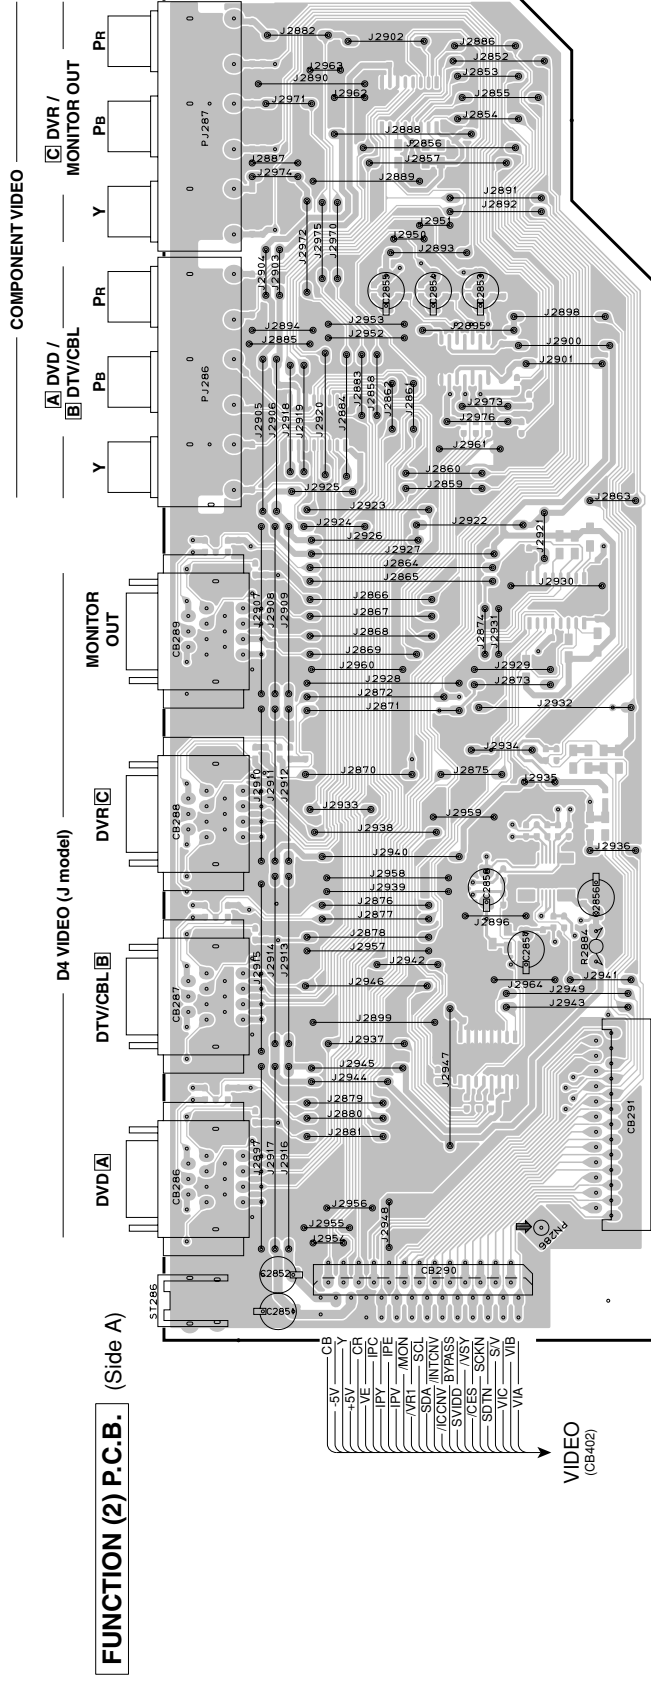 FUNCTION (2) P.C.B. (Side A)
COMPONENT VIDEO
D4 VIDEO (J model)
DVD A
DTV/CBL B
DVR C
MONITOR OUT
A DVD /
B DTV/CBL
C DVR /
MONITOR OUT
Y
PB
PR
Y
PB
PR
ST286
CB286
CB287
CB288
CB289
PJ286
PJ287
J2882
J2902
J2886
J2852
J2963
J2890
J2853
J2962
J2971
J2855
J2854
J2888
J2856
J2887
J2857
J2974
J2889
J2891
J2892
J2972
J2975
J2970
J2951
J2950
J2893
J2904
J2903
C2855
C2854
C2853
J2953
J2894
J2952
J2885
J2895
J2898
J2900
J2901
J2905
J2906
J2918
J2919
J2920
J2884
J2883
J2858
J2862
J2861
J2973
J2976
J2961
J2860
J2859
J2925
J2863
J2923
J2924
J2922
J2926
J2921
J2927
J2864
J2865
J2930
J2866
J2867
J2868
J2869
J2874
J2931
J2907
J2908
J2909
J2960
J2929
J2928
J2873
J2872
J2871
J2932
J2934
J2870
J2875
J2935
J2910
J2911
J2912
J2933
J2959
J2938
J2940
J2936
J2958
J2939
J2876
J2877
J2896
J2878
J2957
J2942
R2884
J2915
J2914
J2913
J2946
J2964
J2941
J2949
J2943
J2899
J2937
J2947
J2945
J2944
J2879
J2880
J2881
CB291
J2897
J2917
J2916
J2956
J2955
J2954
J2948
PN286
CB290
C2852
CB
-5V
Y
+5V
CR
VE
IPC
IPY
IPE
IPV
/MON
/VR1
SCL
SDA
/INTCNV
/ICCNV
BYPASS
SVIDD
/VSY
/CES
SCKN
SDTN
S/V
VIC
VIB
VIA
VIDEO
(CB402)